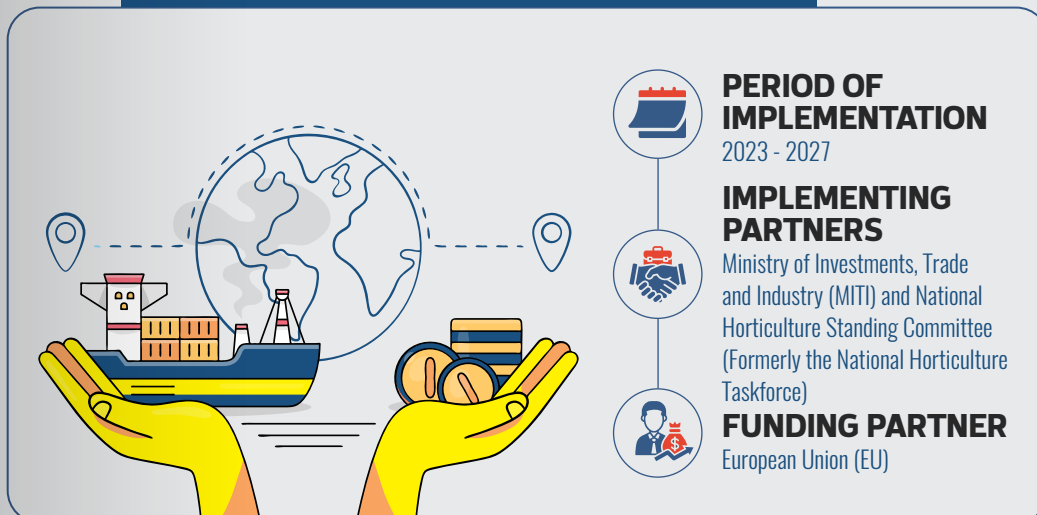 PERIOD OF
IMPLEMENTATION
2023 - 2027
IMPLEMENTING
PARTNERS
Ministry of Investments, Trade
and Industry (MITI) and National
Horticulture Standing Committee
(Formerly the National Horticulture
Taskforce)
FUNDING PARTNER
European Union (EU)